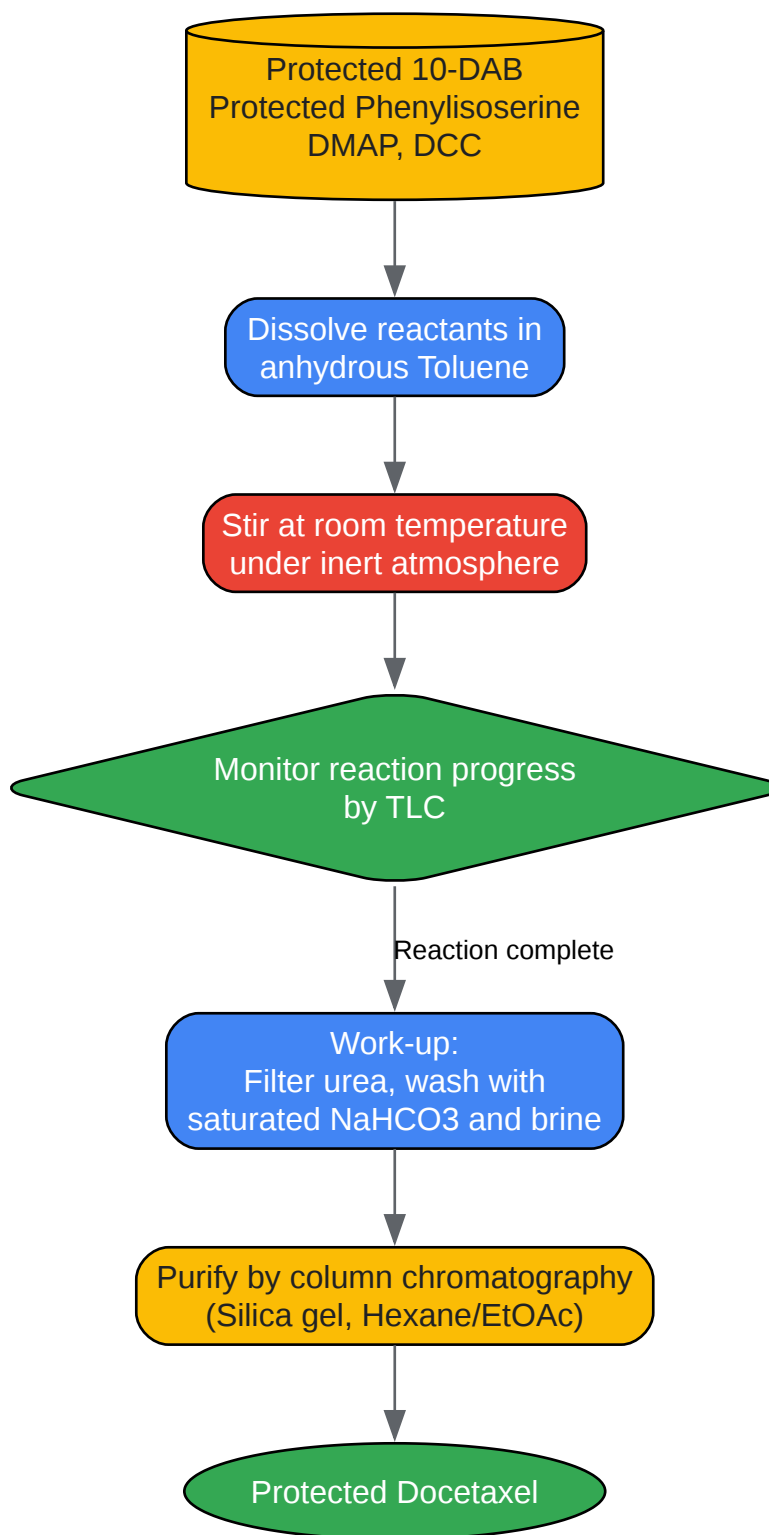 Protected 10-DAB
Protected Phenylisoserine
DMAP, DCC
Dissolve reactants in
anhydrous Toluene
Stir at room temperature
under inert atmosphere
Monitor reaction progress
by TLC
Reaction complete
Work-up:
Filter urea, wash with
saturated NaHCO3 and brine
Purify by column chromatography
(Silica gel, Hexane/EtOAc)
Protected Docetaxel